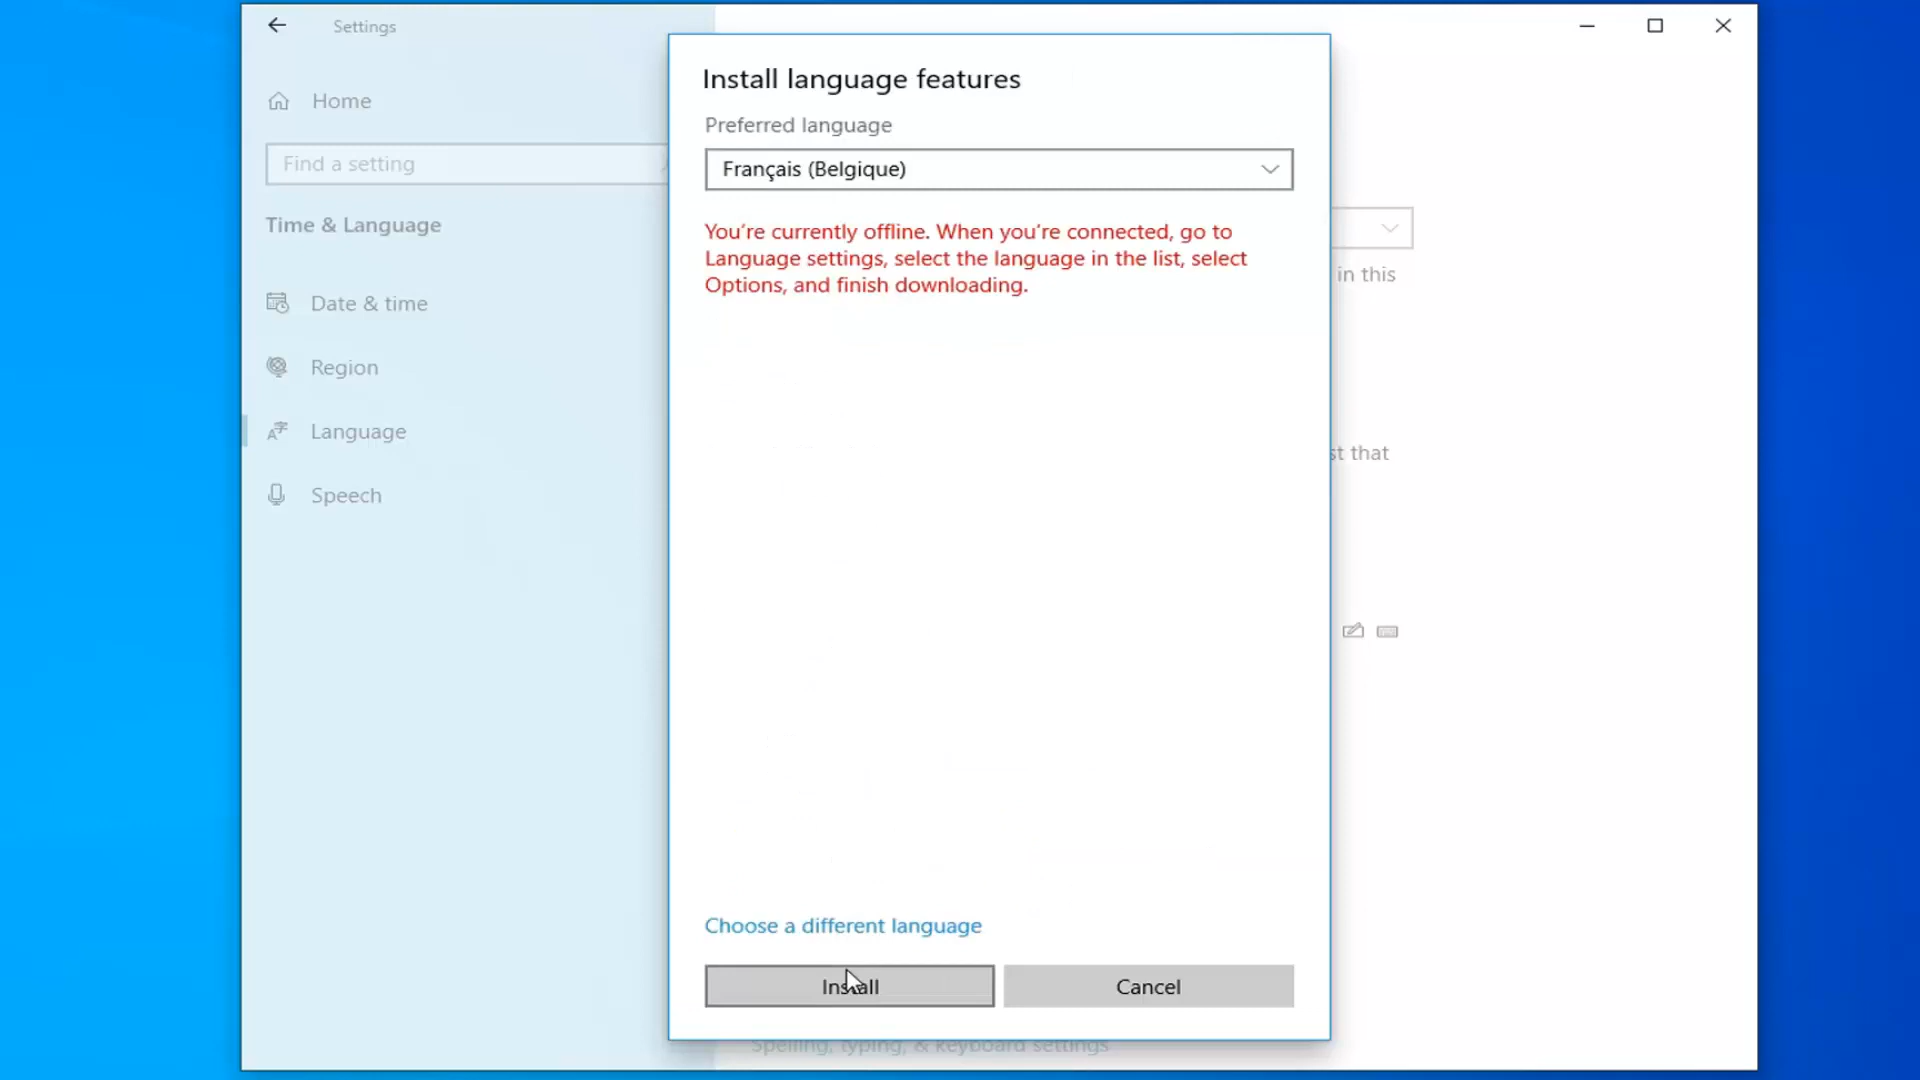 Settings
Home
Find a setting
Time & Language
Date & time
Region
Language
Speech
Install language features
Preferred language
Français (Belgique)
You're currently offline. When you're connected, go to
Language settings, select the language in the list, select
Options, and finish downloading.
in this
st that
Choose a different language
Install
Cancel
Spelling, typing, & keyboard settings